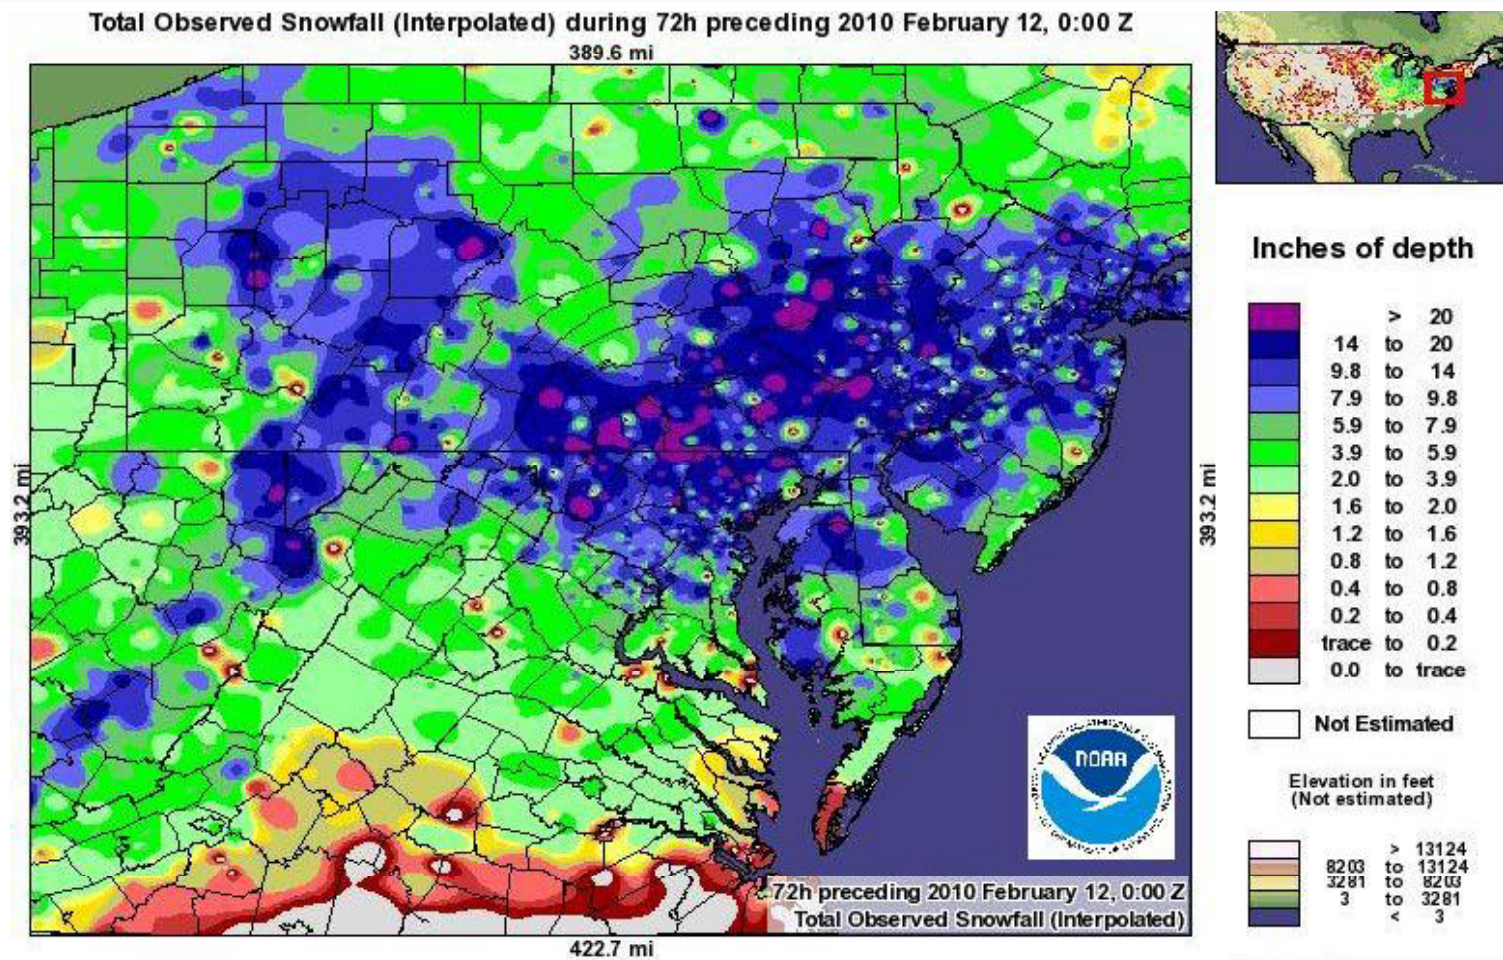 Total Observed Snowfall (Interpolated) during 72h preceding 2010 February 12, 0:00 Z
389.6 mi
393.2 mi
393.2 mi
422.7 mi
Inches of depth
> 20
14 to 20
9.8 to 14
7.9 to 9.8
5.9 to 7.9
3.9 to 5.9
2.0 to 3.9
1.6 to 2.0
1.2 to 1.6
0.8 to 1.2
0.4 to 0.8
0.2 to 0.4
trace to 0.2
0.0 to trace
Not Estimated
Elevation in feet
(Not estimated)
> 13124
8203 to 13124
3281 to 8203
3 to 3281
< 3
NOAA
72h preceding 2010 February 12, 0:00 Z
Total Observed Snowfall (Interpolated)